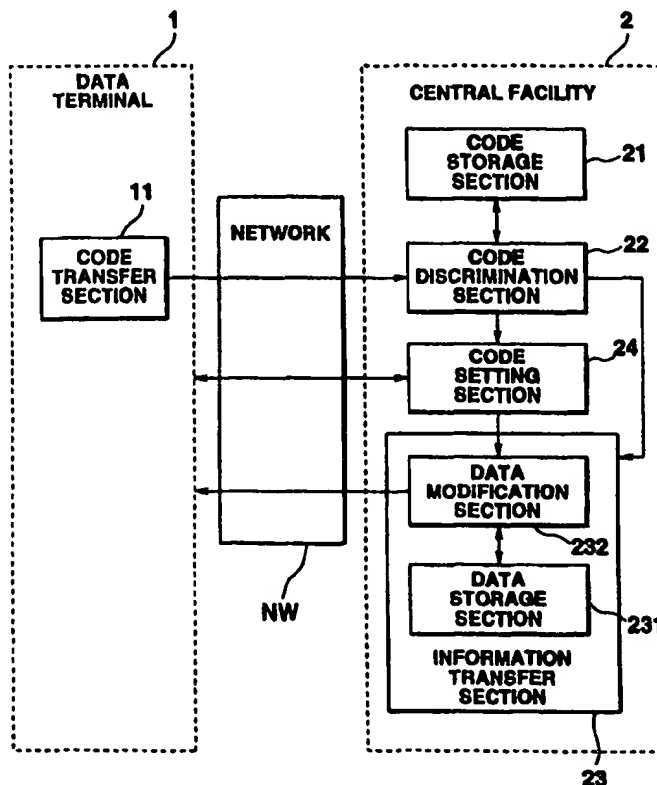 1
DATA
TERMINAL
11
CODE
TRANSFER
SECTION
NETWORK
NW
2
CENTRAL FACILITY
CODE
STORAGE
SECTION
21
CODE
DISCRIMINATION
SECTION
22
CODE
SETTING
SECTION
24
DATA
MODIFICATION
SECTION
232
DATA
STORAGE
SECTION
231
INFORMATION
TRANSFER
SECTION
23